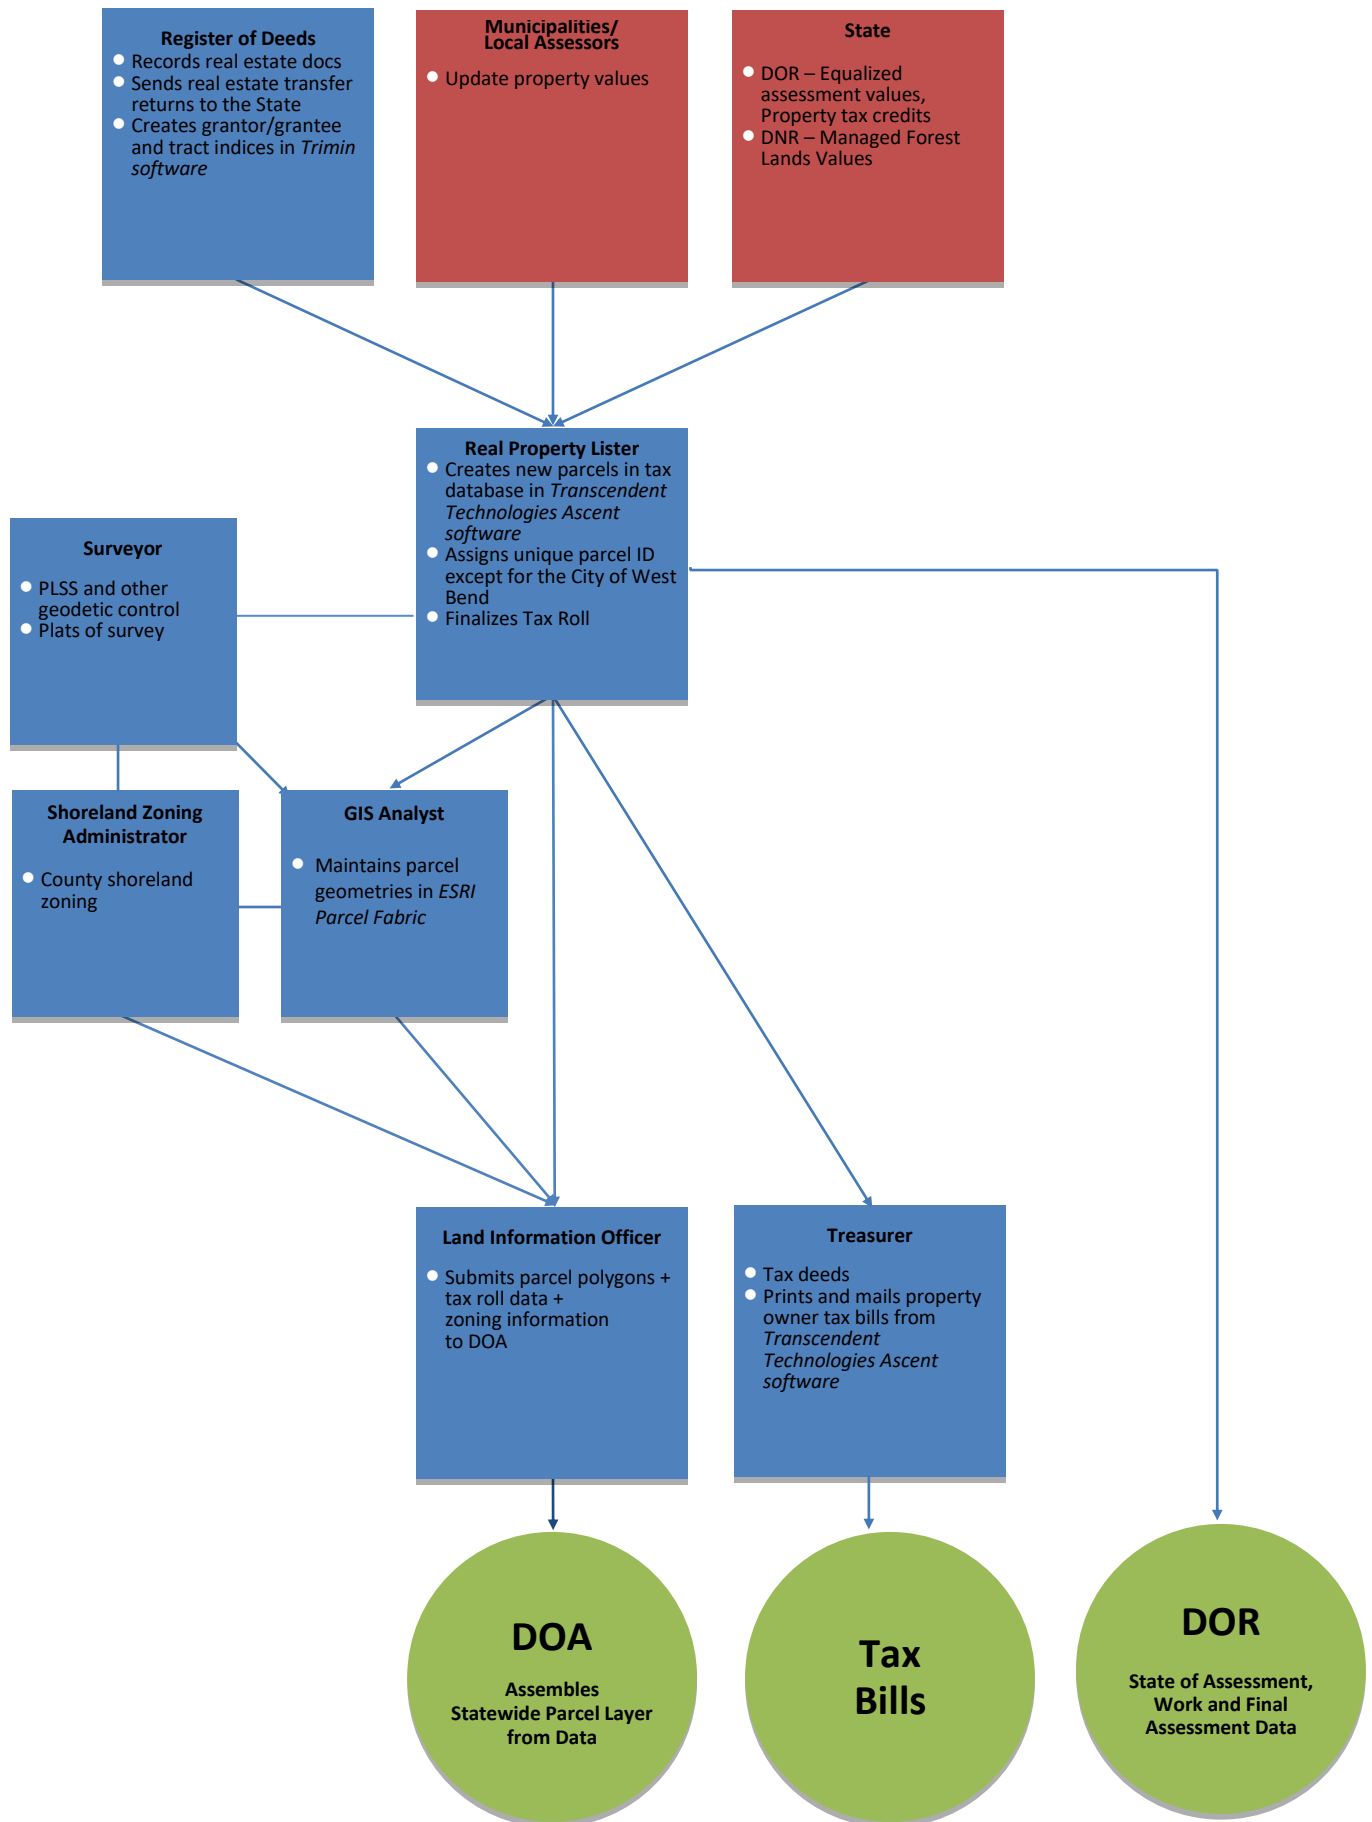 Register of Deeds
Records real estate docs
Sends real estate transfer
returns to the State
Creates grantor/grantee
and tract indices in Trimin
software
Municipalities/
Local Assessors
Update property values
State
DOR – Equalized
assessment values,
Property tax credits
DNR – Managed Forest
Lands Values
Real Property Lister
Creates new parcels in tax
database in Transcendent
Technologies Ascent
software
Assigns unique parcel ID
except for the City of West
Bend
Finalizes Tax Roll
Surveyor
PLSS and other
geodetic control
Plats of survey
Shoreland Zoning
Administrator
County shoreland
zoning
GIS Analyst
Maintains parcel
geometries in ESRI
Parcel Fabric
Land Information Officer
Submits parcel polygons +
tax roll data +
zoning information
to DOA
Treasurer
Tax deeds
Prints and mails property
owner tax bills from
Transcendent
Technologies Ascent
software
DOA
Assembles
Statewide Parcel Layer
from Data
Tax
Bills
DOR
State of Assessment,
Work and Final
Assessment Data